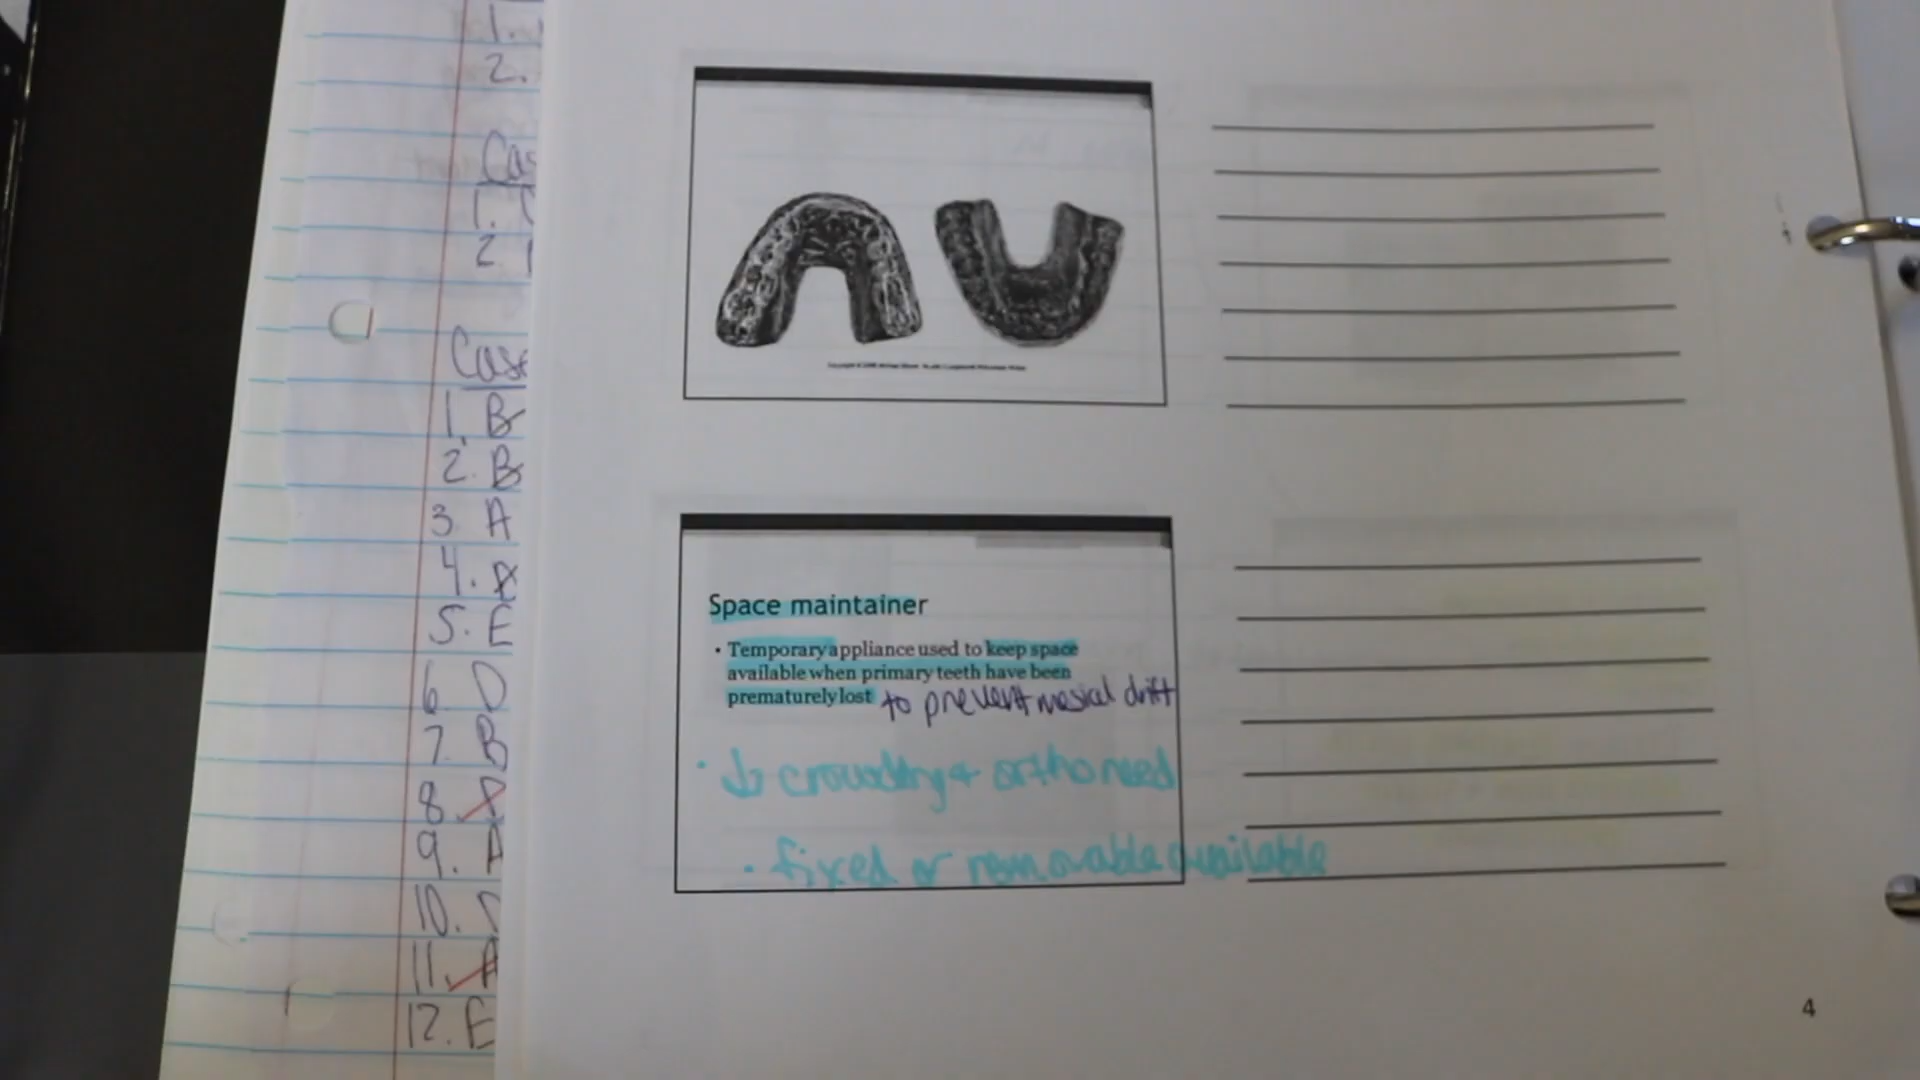 1.
2.
Cas
1.
2.
Case
1. B
2. B
3 A
4.
5. E
6 D
7. B
8
9. A
10.
11. A
12. E
Space maintainer
• Temporary appliance used to keep space
available when primary teeth have been
prematurely lost to prevent mesial drift
• ↓s crowding + ortho need
• fixed or removable available
4